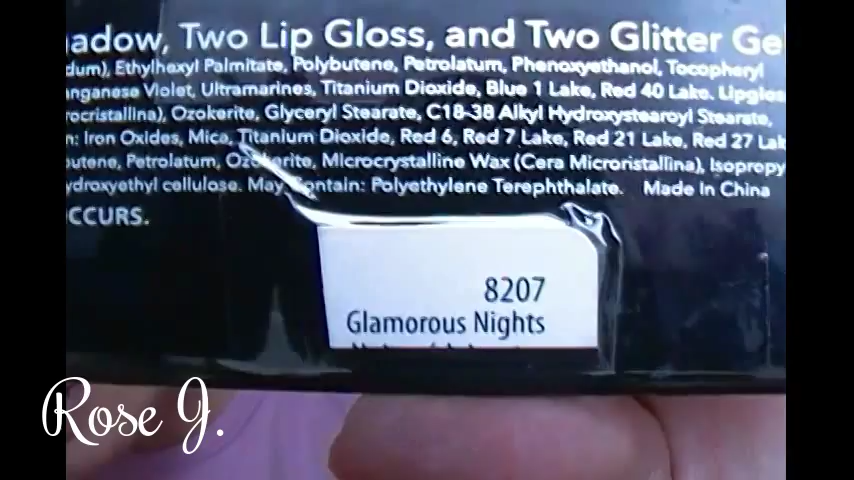 adow, Two Lip Gloss, and Two Glitter Ge
dum), Ethylhexyl Palmitate, Polybutene, Petrolatum, Phenoxyethanol, Tocopheryl
nganese Violet, Ultramarines, Titanium Dioxide, Blue 1 Lake, Red 40 Lake. Lipglos
rocristallina), Ozokerite, Glyceryl Stearate, C18-38 Alkyl Hydroxystearoyl Stearate,
n: Iron Oxides, Mica, Titanium Dioxide, Red 6, Red 7 Lake, Red 21 Lake, Red 27 Lak
utene, Petrolatum, Ozokerite, Microcrystalline Wax (Cera Microristallina), Isopropy
ydroxyethyl cellulose. May Contain: Polyethylene Terephthalate. Made In China
CCURS.
8207
Glamorous Nights
Rose J.